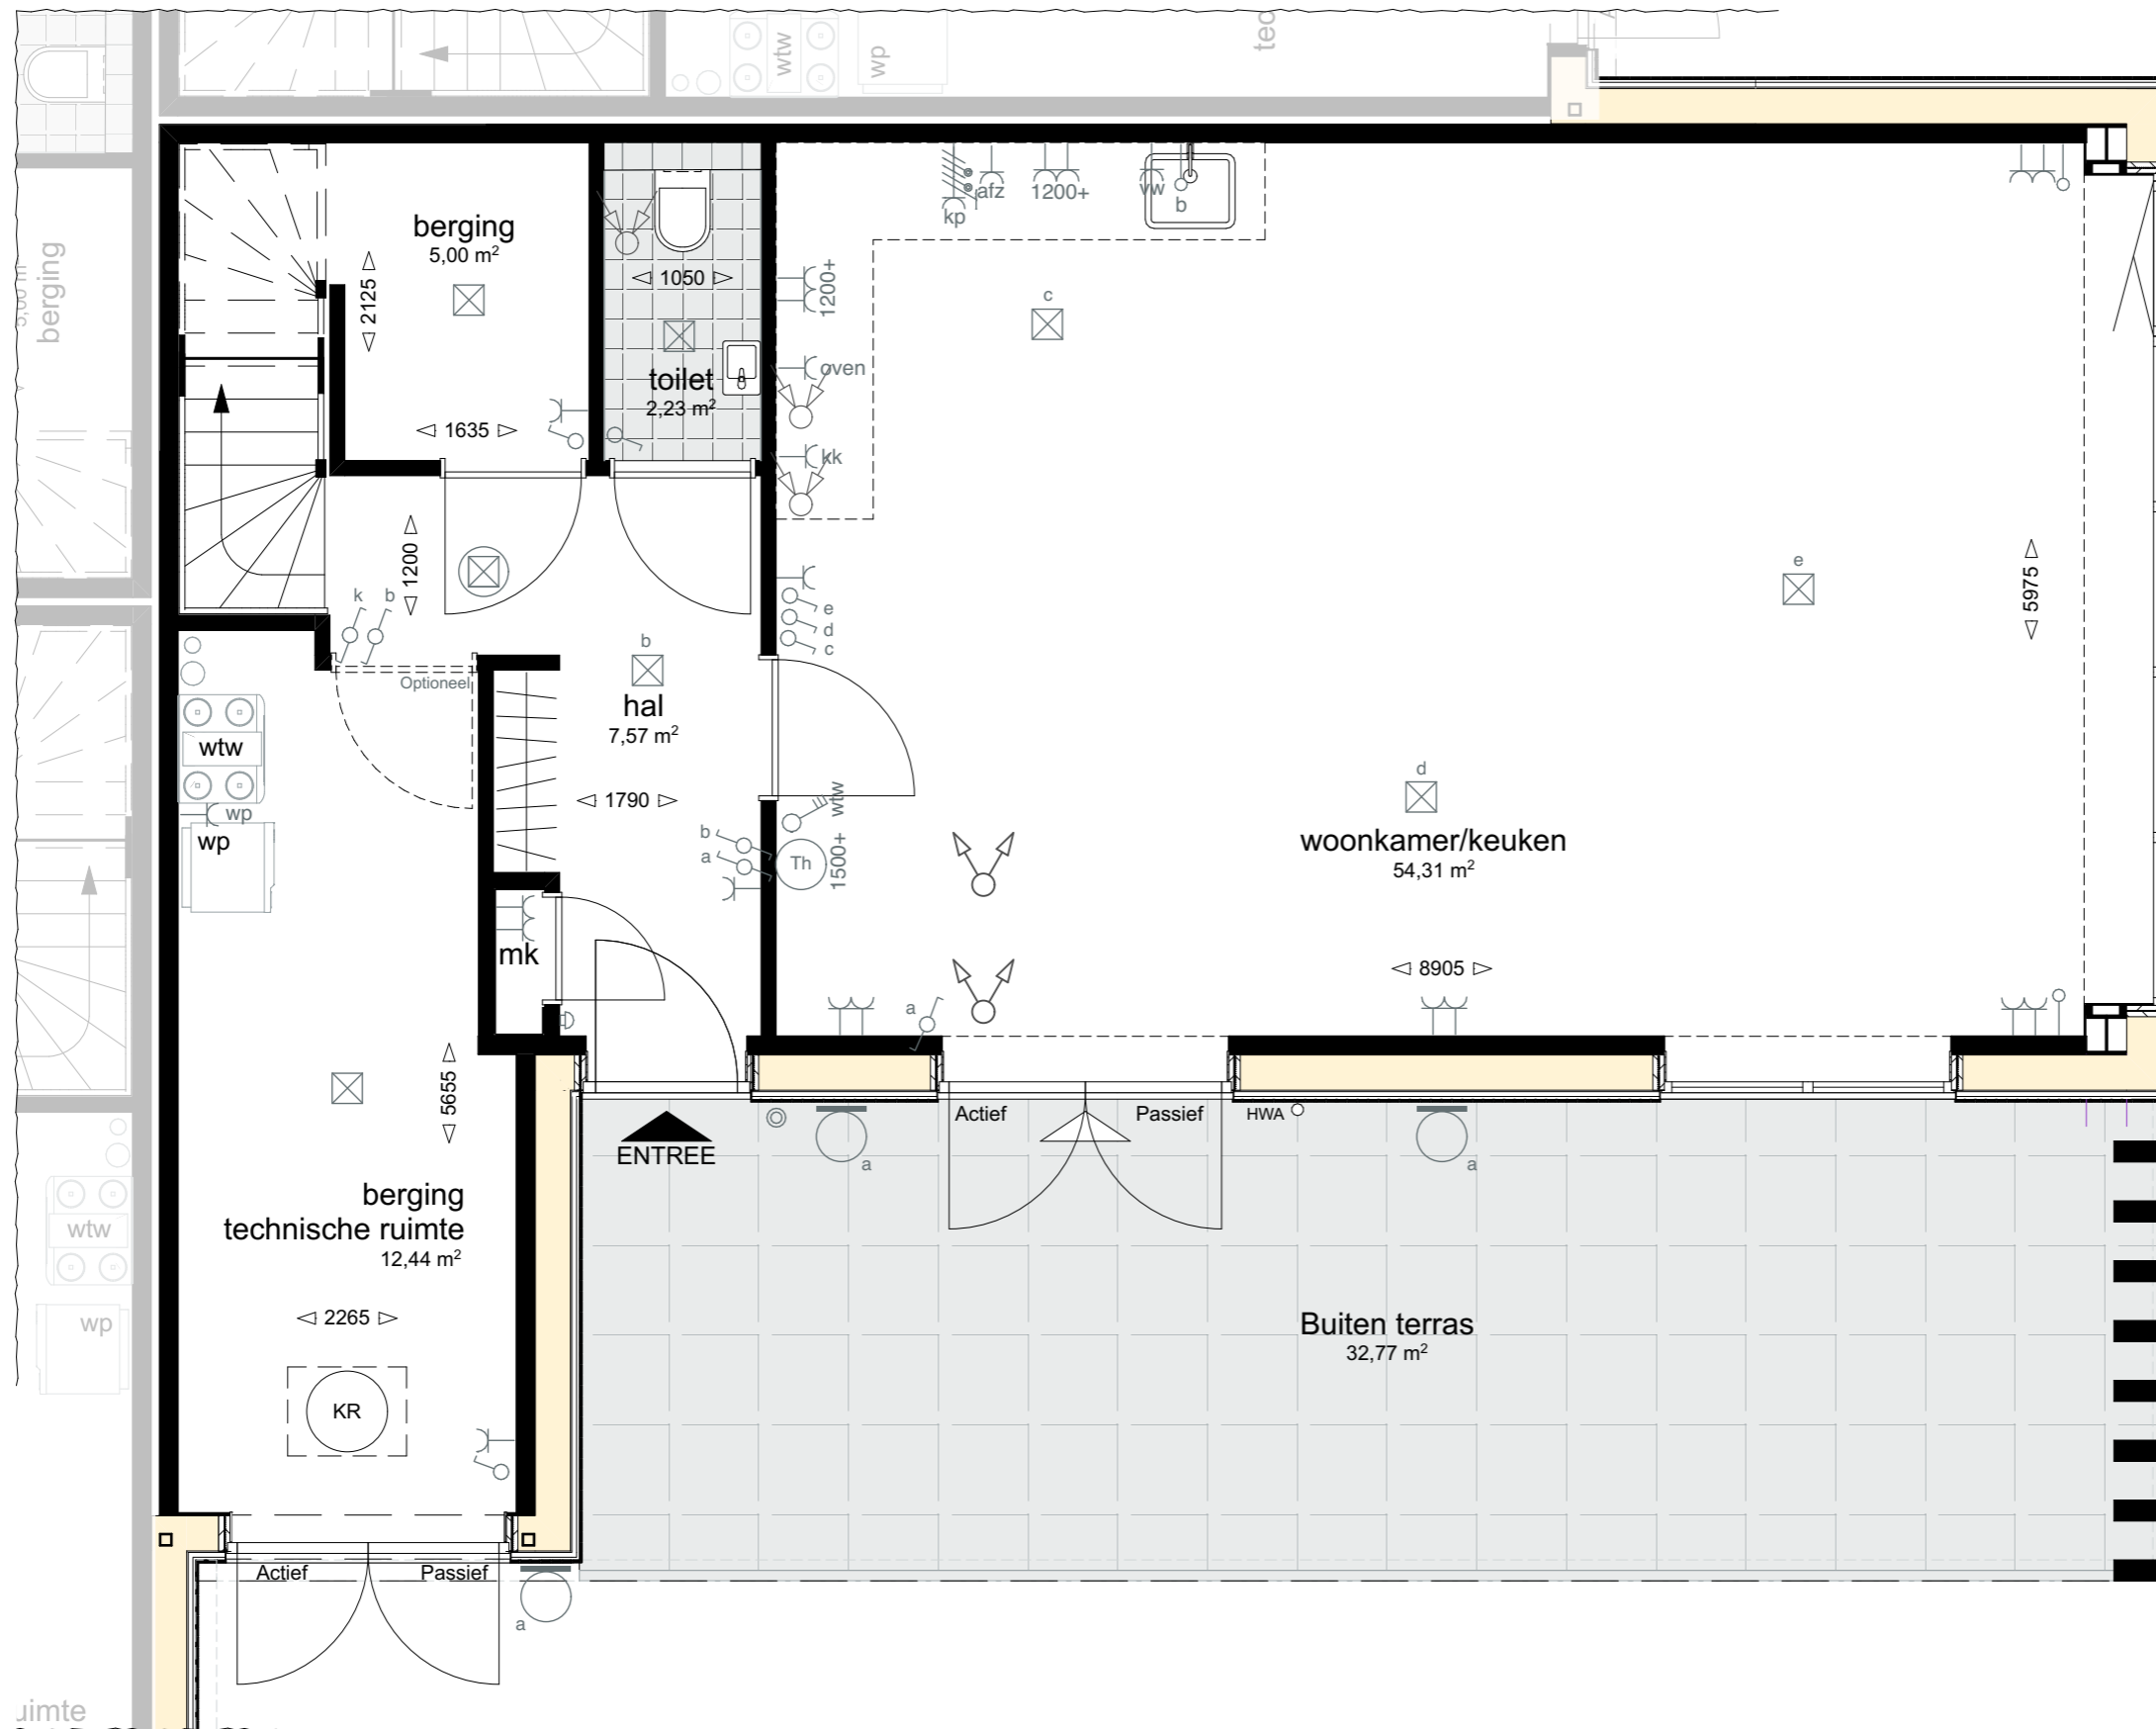 tec
wtw
wp
berging
5,00 m²
berging
2125
1635
1050
toilet
2,23 m²
kp
afz
1200+
vw
b
1200+
oven
kk
c
e
5975
e
d
c
k
b
1200
Optioneel
b
hal
7,57 m²
1790
wtw
wp
wp
b
a
wtw
1500+
Th
d
woonkamer/keuken
54,31 m²
8905
a
mk
5655
ENTREE
a
Actief
Passief
HWA
a
berging
technische ruimte
12,44 m²
2265
KR
Buiten terras
32,77 m²
wtw
wp
Actief
Passief
a